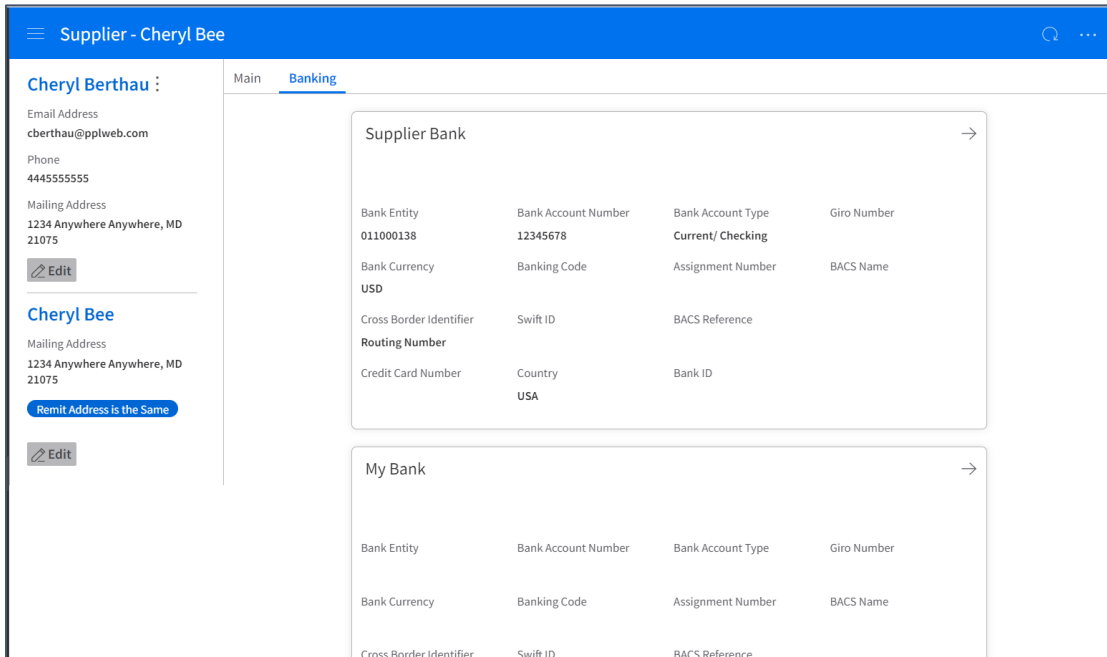 Supplier - Cheryl Bee
Cheryl Berthau
Email Address
cberthau@pplweb.com
Phone
4445555555
Mailing Address
1234 Anywhere Anywhere, MD
21075
Edit
Cheryl Bee
Mailing Address
1234 Anywhere Anywhere, MD
21075
Remit Address is the Same
Edit
Main Banking
Supplier Bank
Bank Entity Bank Account Number Bank Account Type Giro Number
011000138 12345678 Current/ Checking
Bank Currency Banking Code Assignment Number BACS Name
USD
Cross Border Identifier Swift ID BACS Reference
Routing Number
Credit Card Number Country Bank ID
USA
My Bank
Bank Entity Bank Account Number Bank Account Type Giro Number
Bank Currency Banking Code Assignment Number BACS Name
Cross Border Identifier Swift ID BACS Reference